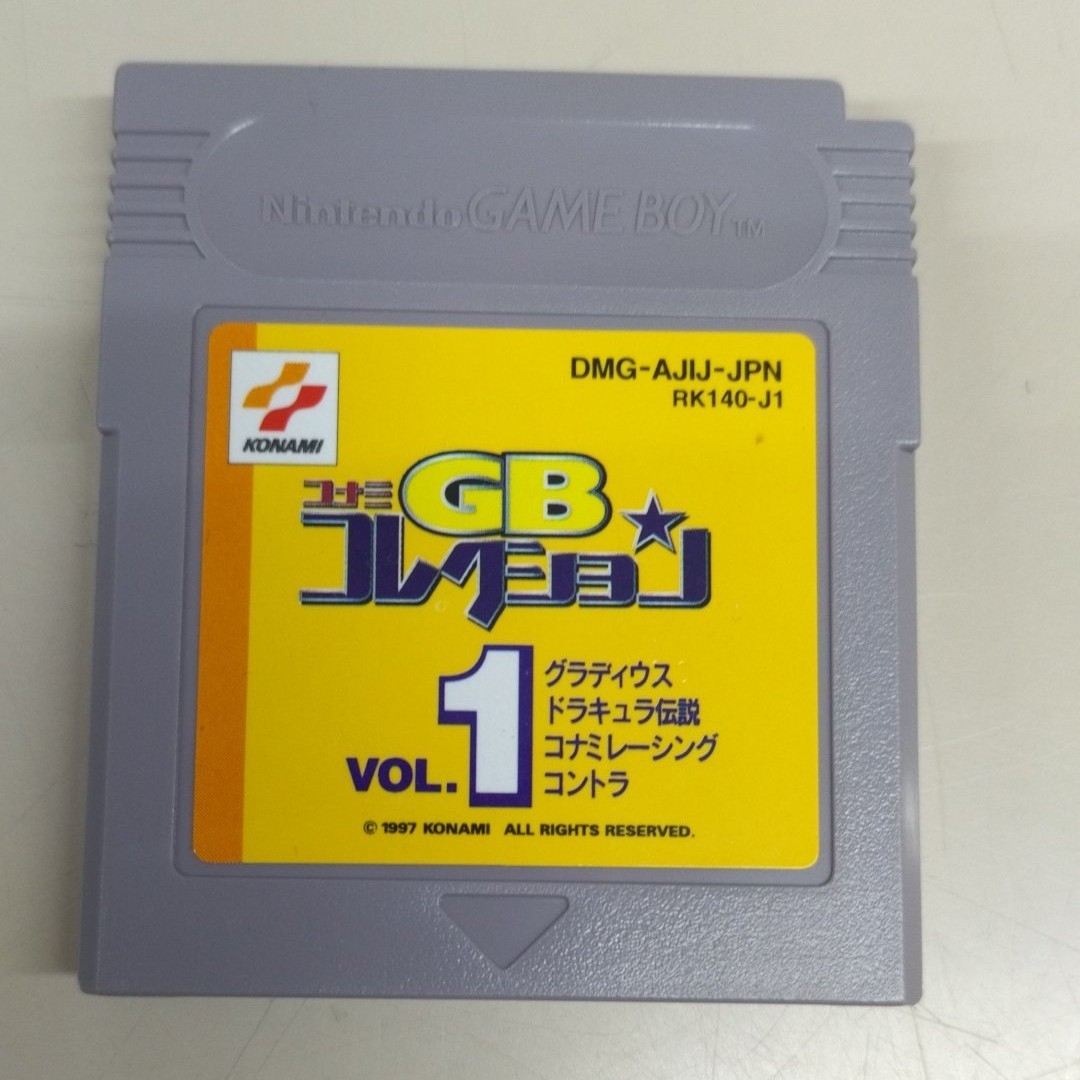 Nintendo GAME BOY TM
KONAMI
DMG-AJIJ-JPN
RK140-J1
コナミ GB
コレクション
VOL. 1
グラディウス
ドラキュラ伝説
コナミレーシング
コントラ
© 1997 KONAMI ALL RIGHTS RESERVED.